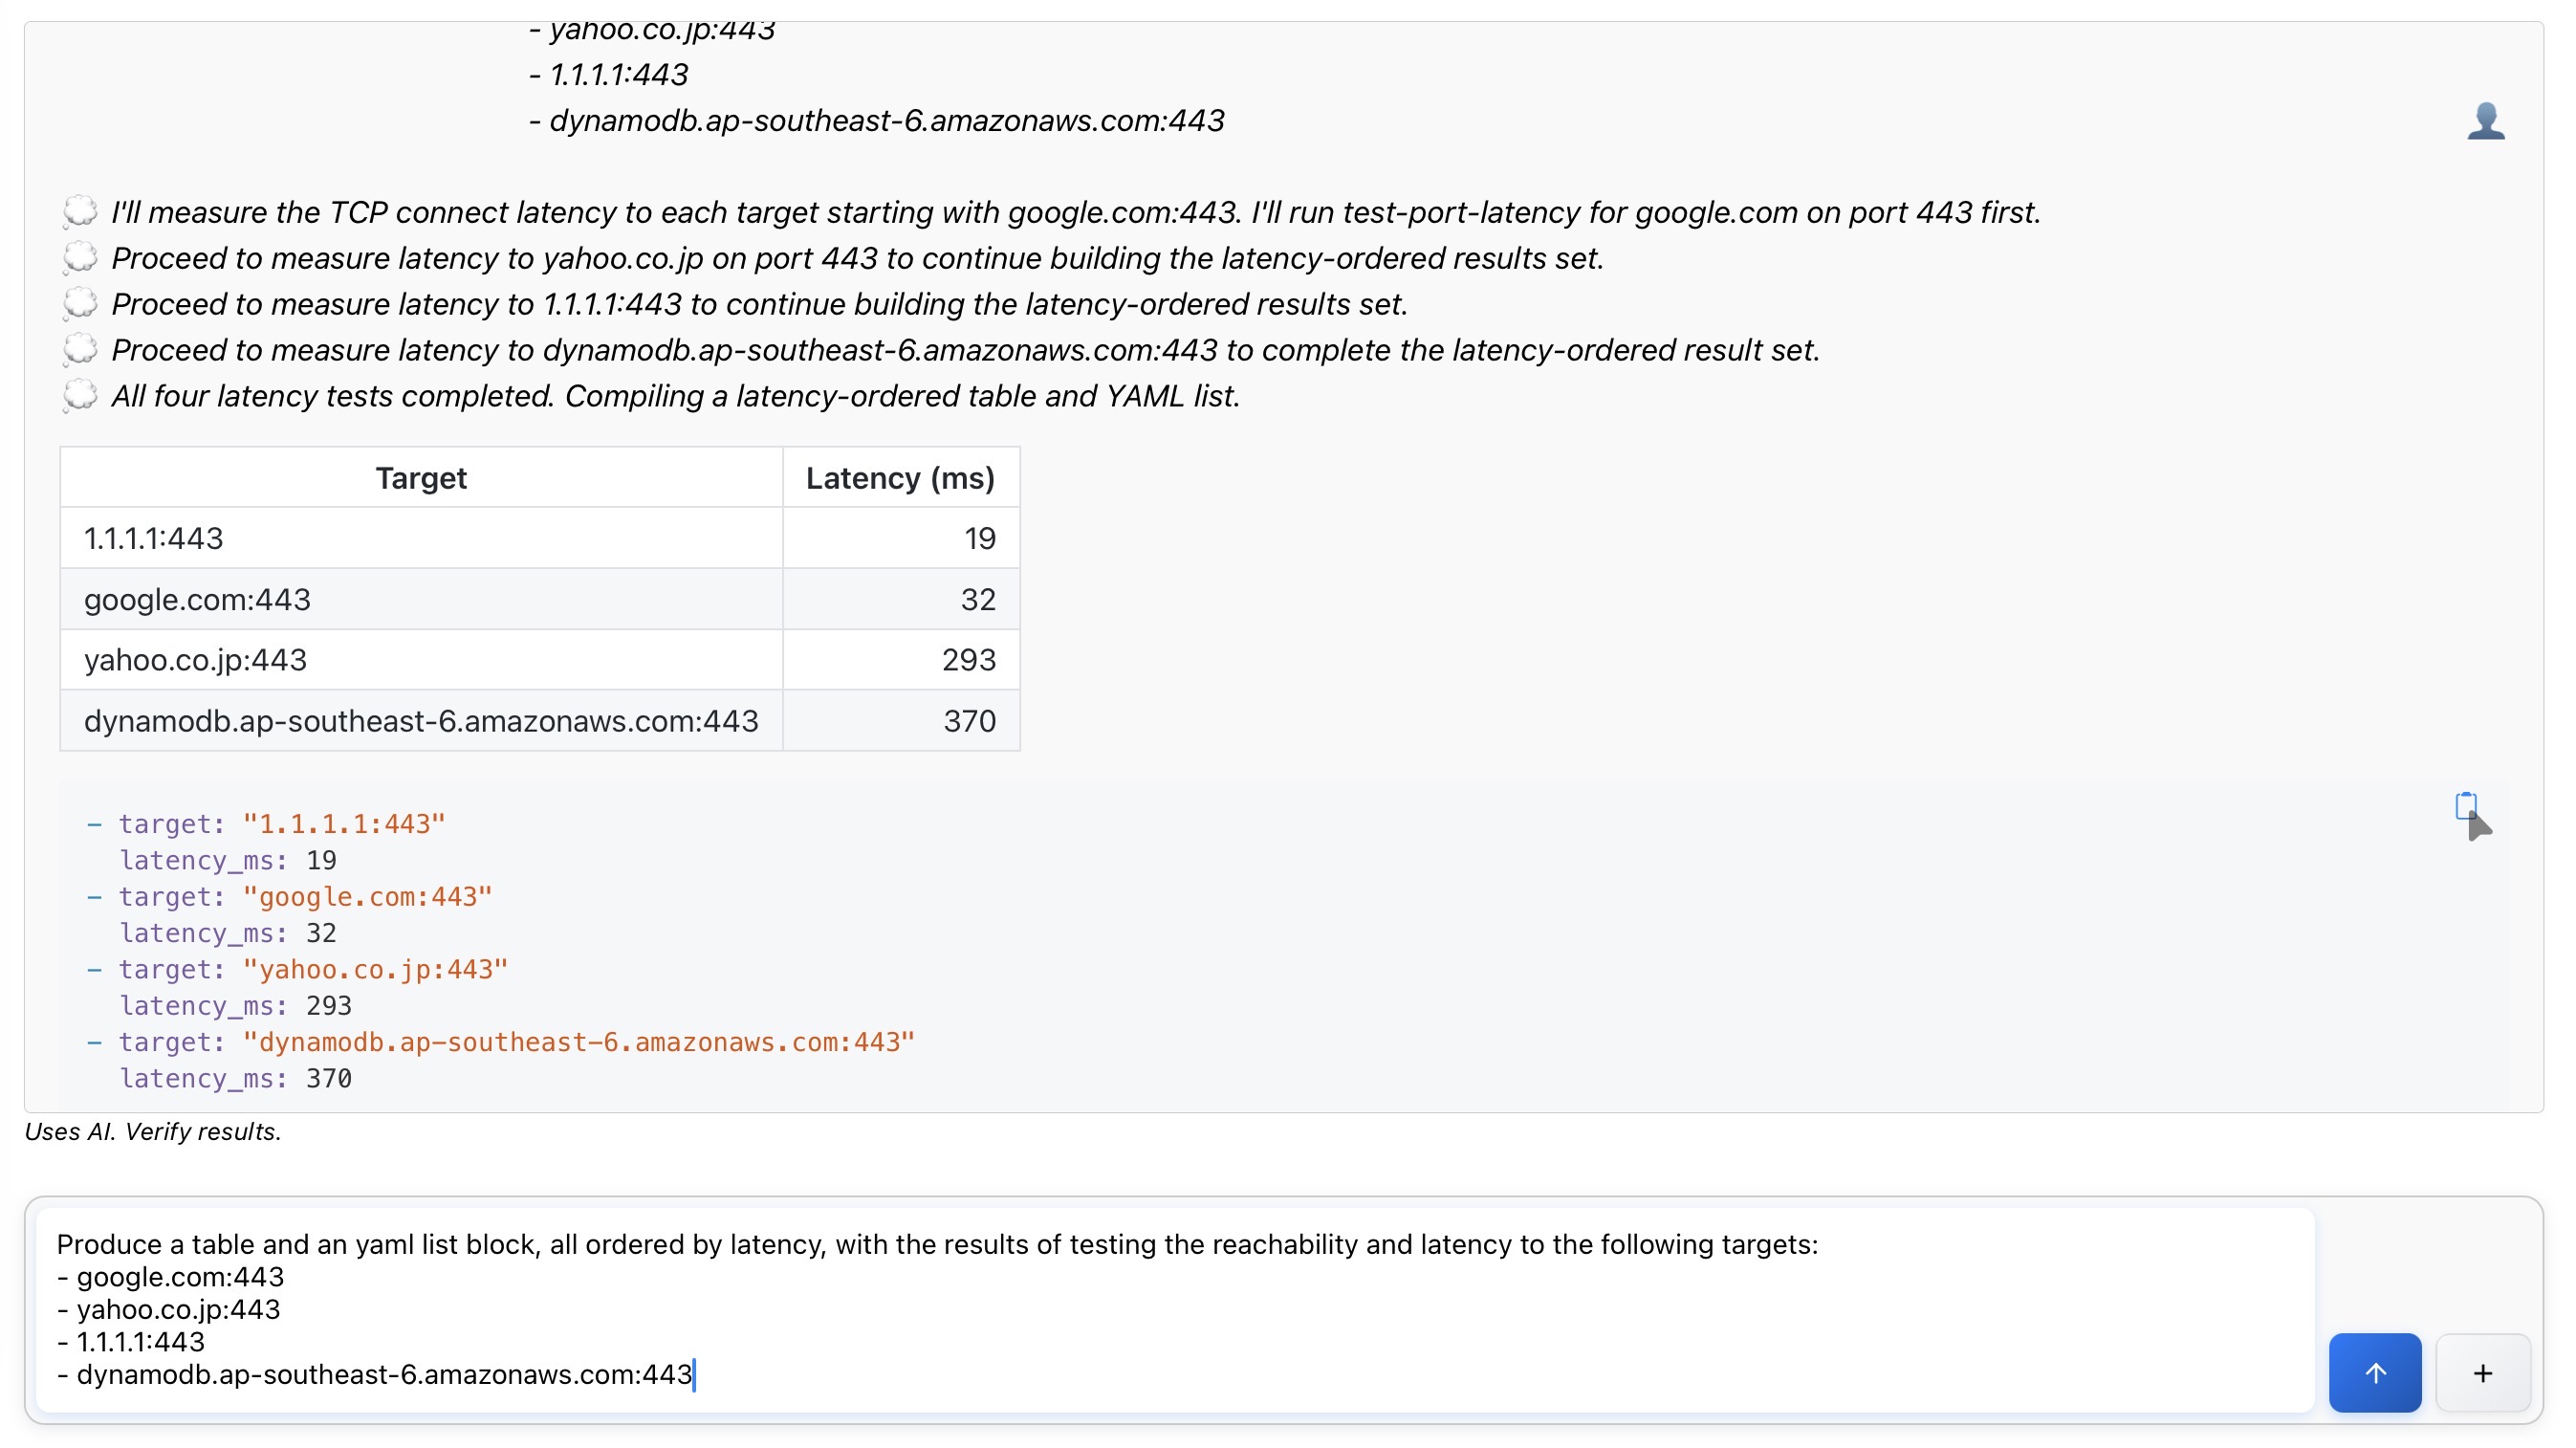 - yahoo.co.jp:443
- 1.1.1.1:443
- dynamodb.ap-southeast-6.amazonaws.com:443
I'll measure the TCP connect latency to each target starting with google.com:443. I'll run test-port-latency for google.com on port 443 first.
Proceed to measure latency to yahoo.co.jp on port 443 to continue building the latency-ordered results set.
Proceed to measure latency to 1.1.1.1:443 to continue building the latency-ordered results set.
Proceed to measure latency to dynamodb.ap-southeast-6.amazonaws.com:443 to complete the latency-ordered result set.
All four latency tests completed. Compiling a latency-ordered table and YAML list.
Target Latency (ms)
1.1.1.1:443 19
google.com:443 32
yahoo.co.jp:443 293
dynamodb.ap-southeast-6.amazonaws.com:443 370
- target: "1.1.1.1:443"
  latency_ms: 19
- target: "google.com:443"
  latency_ms: 32
- target: "yahoo.co.jp:443"
  latency_ms: 293
- target: "dynamodb.ap-southeast-6.amazonaws.com:443"
  latency_ms: 370
Uses AI. Verify results.
Produce a table and an yaml list block, all ordered by latency, with the results of testing the reachability and latency to the following targets:
- google.com:443
- yahoo.co.jp:443
- 1.1.1.1:443
- dynamodb.ap-southeast-6.amazonaws.com:443